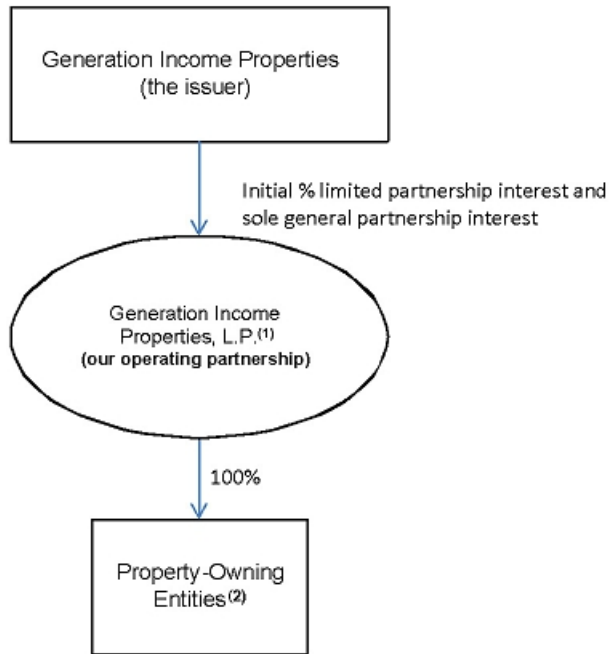 Generation Income Properties
(the issuer)
Initial % limited partnership interest and
sole general partnership interest
Generation Income
Properties, L.P.(1)
(our operating partnership)
100%
Property-Owning
Entities(2)